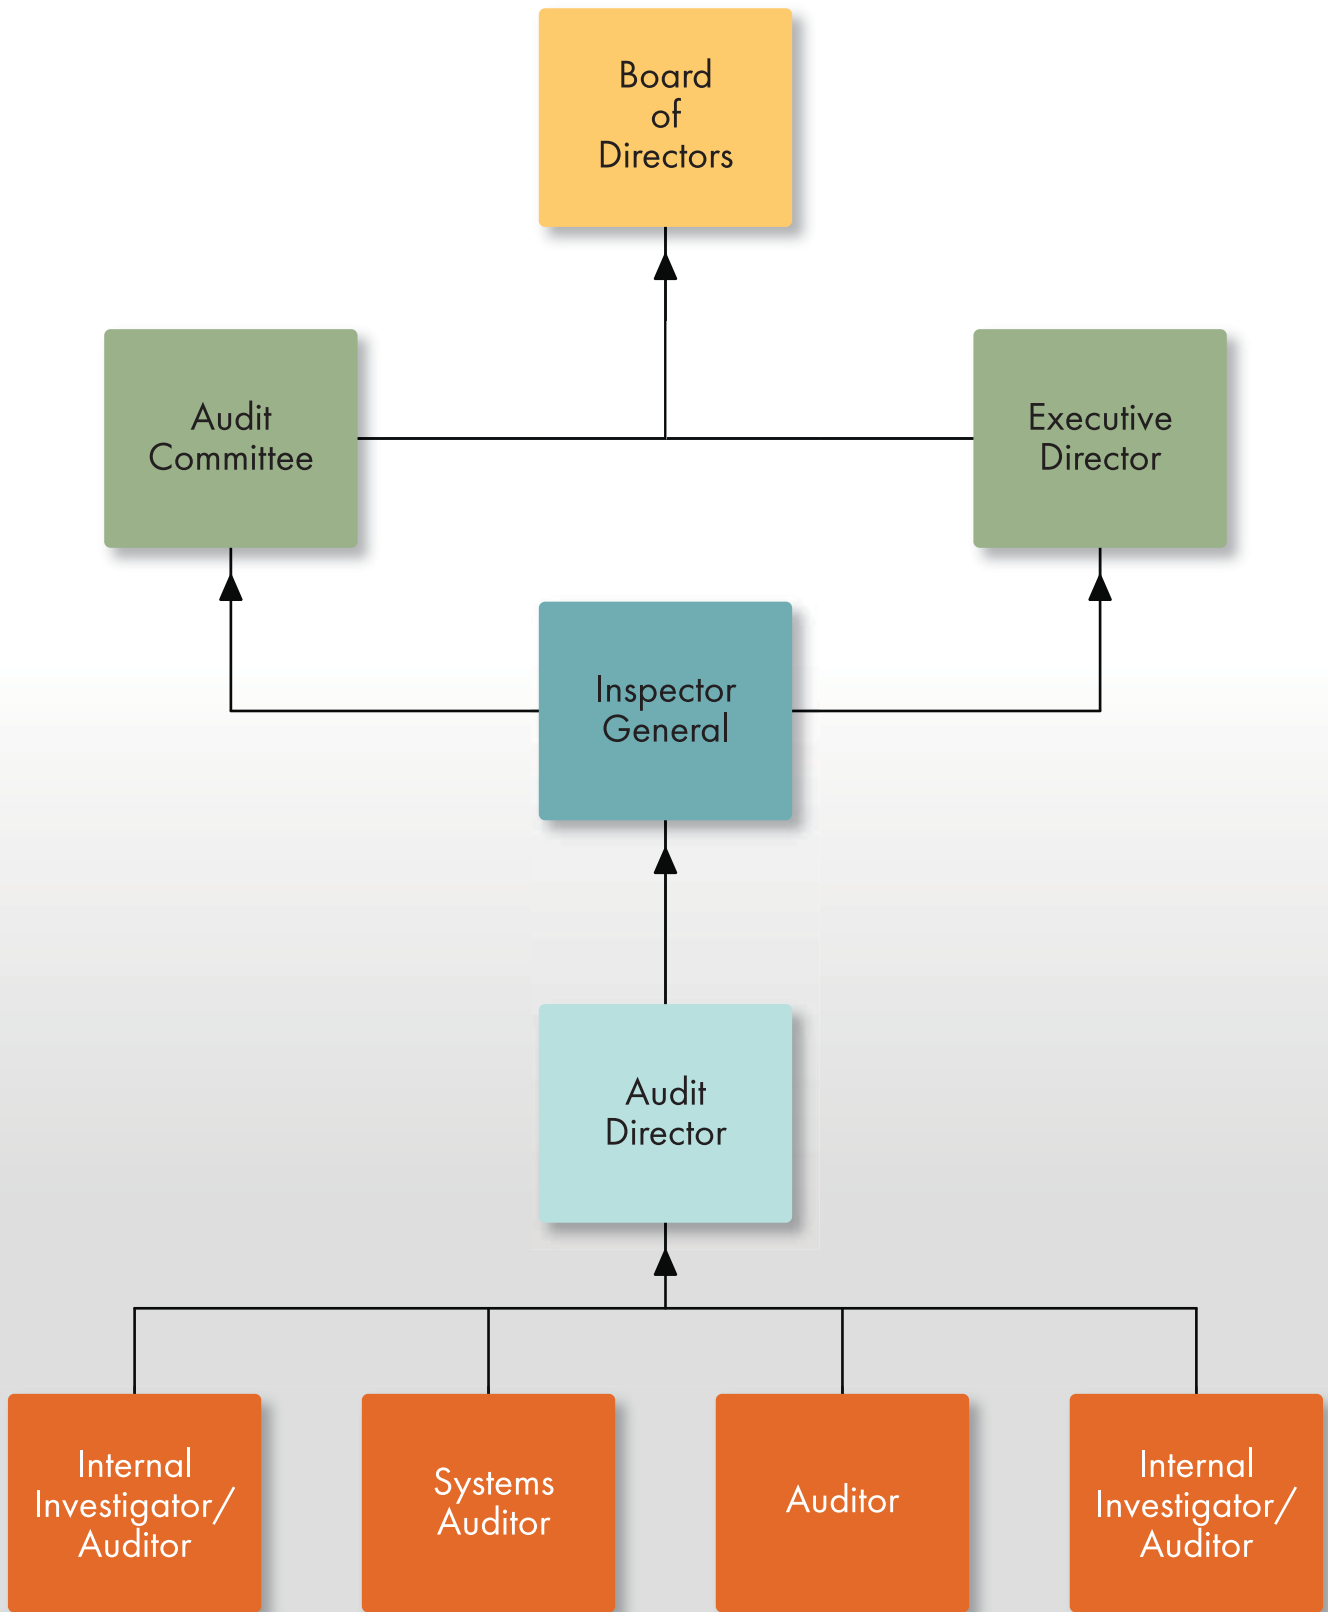 Board
of
Directors
Audit
Committee
Executive
Director
Inspector
General
Audit
Director
Internal
Investigator/
Auditor
Systems
Auditor
Auditor
Internal
Investigator/
Auditor